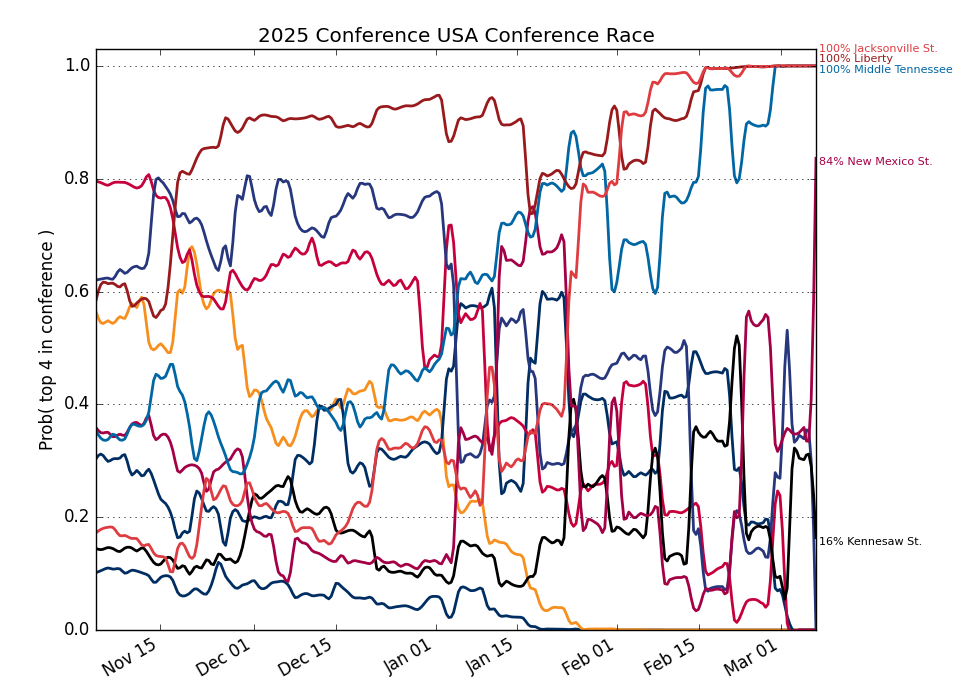 2025 Conference USA Conference Race
100% Jacksonville St.
100% Liberty
100% Middle Tennessee
84% New Mexico St.
16% Kennesaw St.
Prob( top 4 in conference )
1.0
0.8
0.6
0.4
0.2
0.0
Nov 15
Dec 01
Dec 15
Jan 01
Jan 15
Feb 01
Feb 15
Mar 01